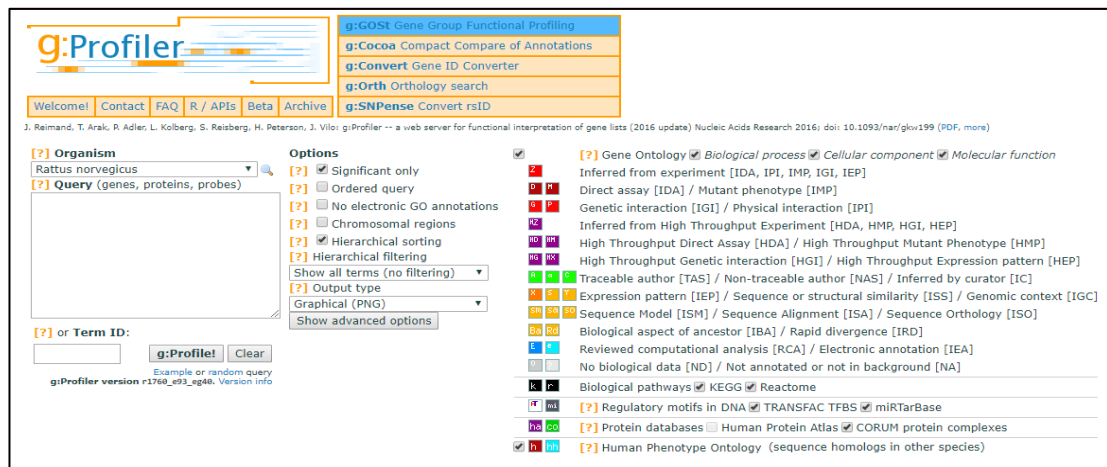 g:Profiler
g:GOSt Gene Group Functional Profiling
g:Cocoa Compact Compare of Annotations
g:Convert Gene ID Converter
g:Orth Orthology search
g:SNPense Convert rsID
Welcome! Contact FAQ R / APIs Beta Archive
J. Reimand, T. Arak, P. Adler, L. Kolberg, S. Reisberg, H. Peterson, J. Vilo: g:Profiler -- a web server for functional interpretation of gene lists (2016 update) Nucleic Acids Research 2016; doi: 10.1093/nar/gkw199 (PDF, more)
[?] Organism
Rattus norvegicus
[?] Query (genes, proteins, probes)
[?] or Term ID:
g:Profile! Clear
Example or random query
g:Profiler version r1760_e93_eg40. Version info
Options
[?] Significant only
[?] Ordered query
[?] No electronic GO annotations
[?] Chromosomal regions
[?] Hierarchical sorting
[?] Hierarchical filtering
Show all terms (no filtering)
[?] Output type
Graphical (PNG)
Show advanced options
[?] Gene Ontology Biological process Cellular component Molecular function
Inferred from experiment [IDA, IPI, IMP, IGI, IEP]
D M Direct assay [IDA] / Mutant phenotype [IMP]
G P Genetic interaction [IGI] / Physical interaction [IPI]
Inferred from High Throughput Experiment [HDA, HMP, HGI, HEP]
HD HM High Throughput Direct Assay [HDA] / High Throughput Mutant Phenotype [HMP]
HG HX High Throughput Genetic interaction [HGI] / High Throughput Expression pattern [HEP]
Traceable author [TAS] / Non-traceable author [NAS] / Inferred by curator [IC]
Expression pattern [IEP] / Sequence or structural similarity [ISS] / Genomic context [IGC]
Sequence Model [ISM] / Sequence Alignment [ISA] / Sequence Orthology [ISO]
Ba Rd Biological aspect of ancestor [IBA] / Rapid divergence [IRD]
E e Reviewed computational analysis [RCA] / Electronic annotation [IEA]
No biological data [ND] / Not annotated or not in background [NA]
k r Biological pathways KEGG Reactome
mi [?] Regulatory motifs in DNA TRANSFAC TFBS miRTarBase
ha co [?] Protein databases Human Protein Atlas CORUM protein complexes
h hh [?] Human Phenotype Ontology (sequence homologs in other species)